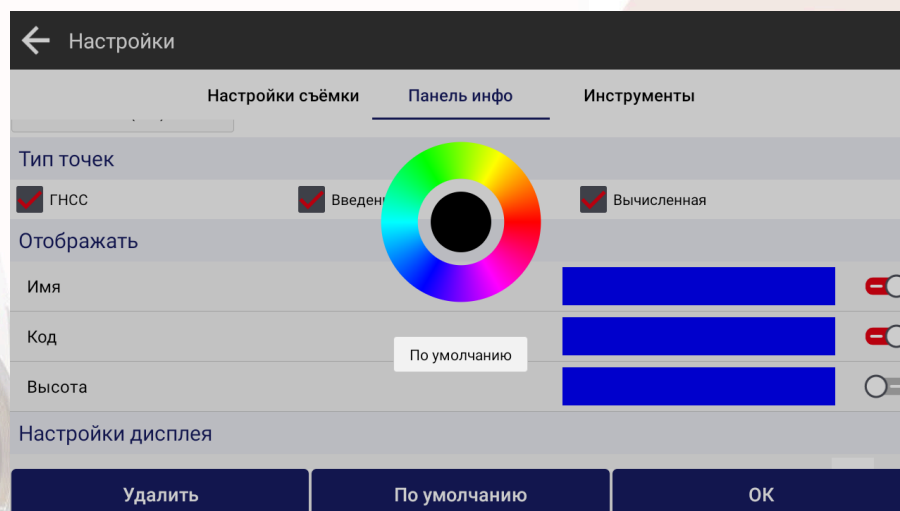 Настройки
Настройки съёмки Панель инфо Инструменты
Тип точек
ГНСС Вычисленная
Отображать
Имя
Код
По умолчанию
Высота
Настройки дисплея
Удалить По умолчанию ОК